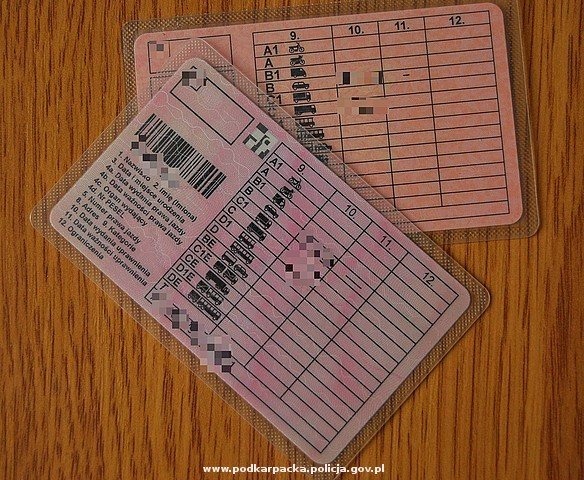 9. 10. 11. 12.
A1
A
B1
B
C1
1. Nazwisko 2. Imię (imiona)
3. Data i miejsce urodzenia
4a. Data wydania prawa jazdy
4b. Data ważności prawa jazdy
4c. Organ wydający
4d. Nr PESEL
5. Numer prawa jazdy
8. Adres 9. Kategorie
10. Data wydania uprawnienia
11. Data ważności uprawnienia
12. Ograniczenia
9 10. 11. 12
A1
A
B1
B
C1
C
D1
D
BE
C1E
CE
D1E
DE
T
www.podkarpacka.policja.gov.pl